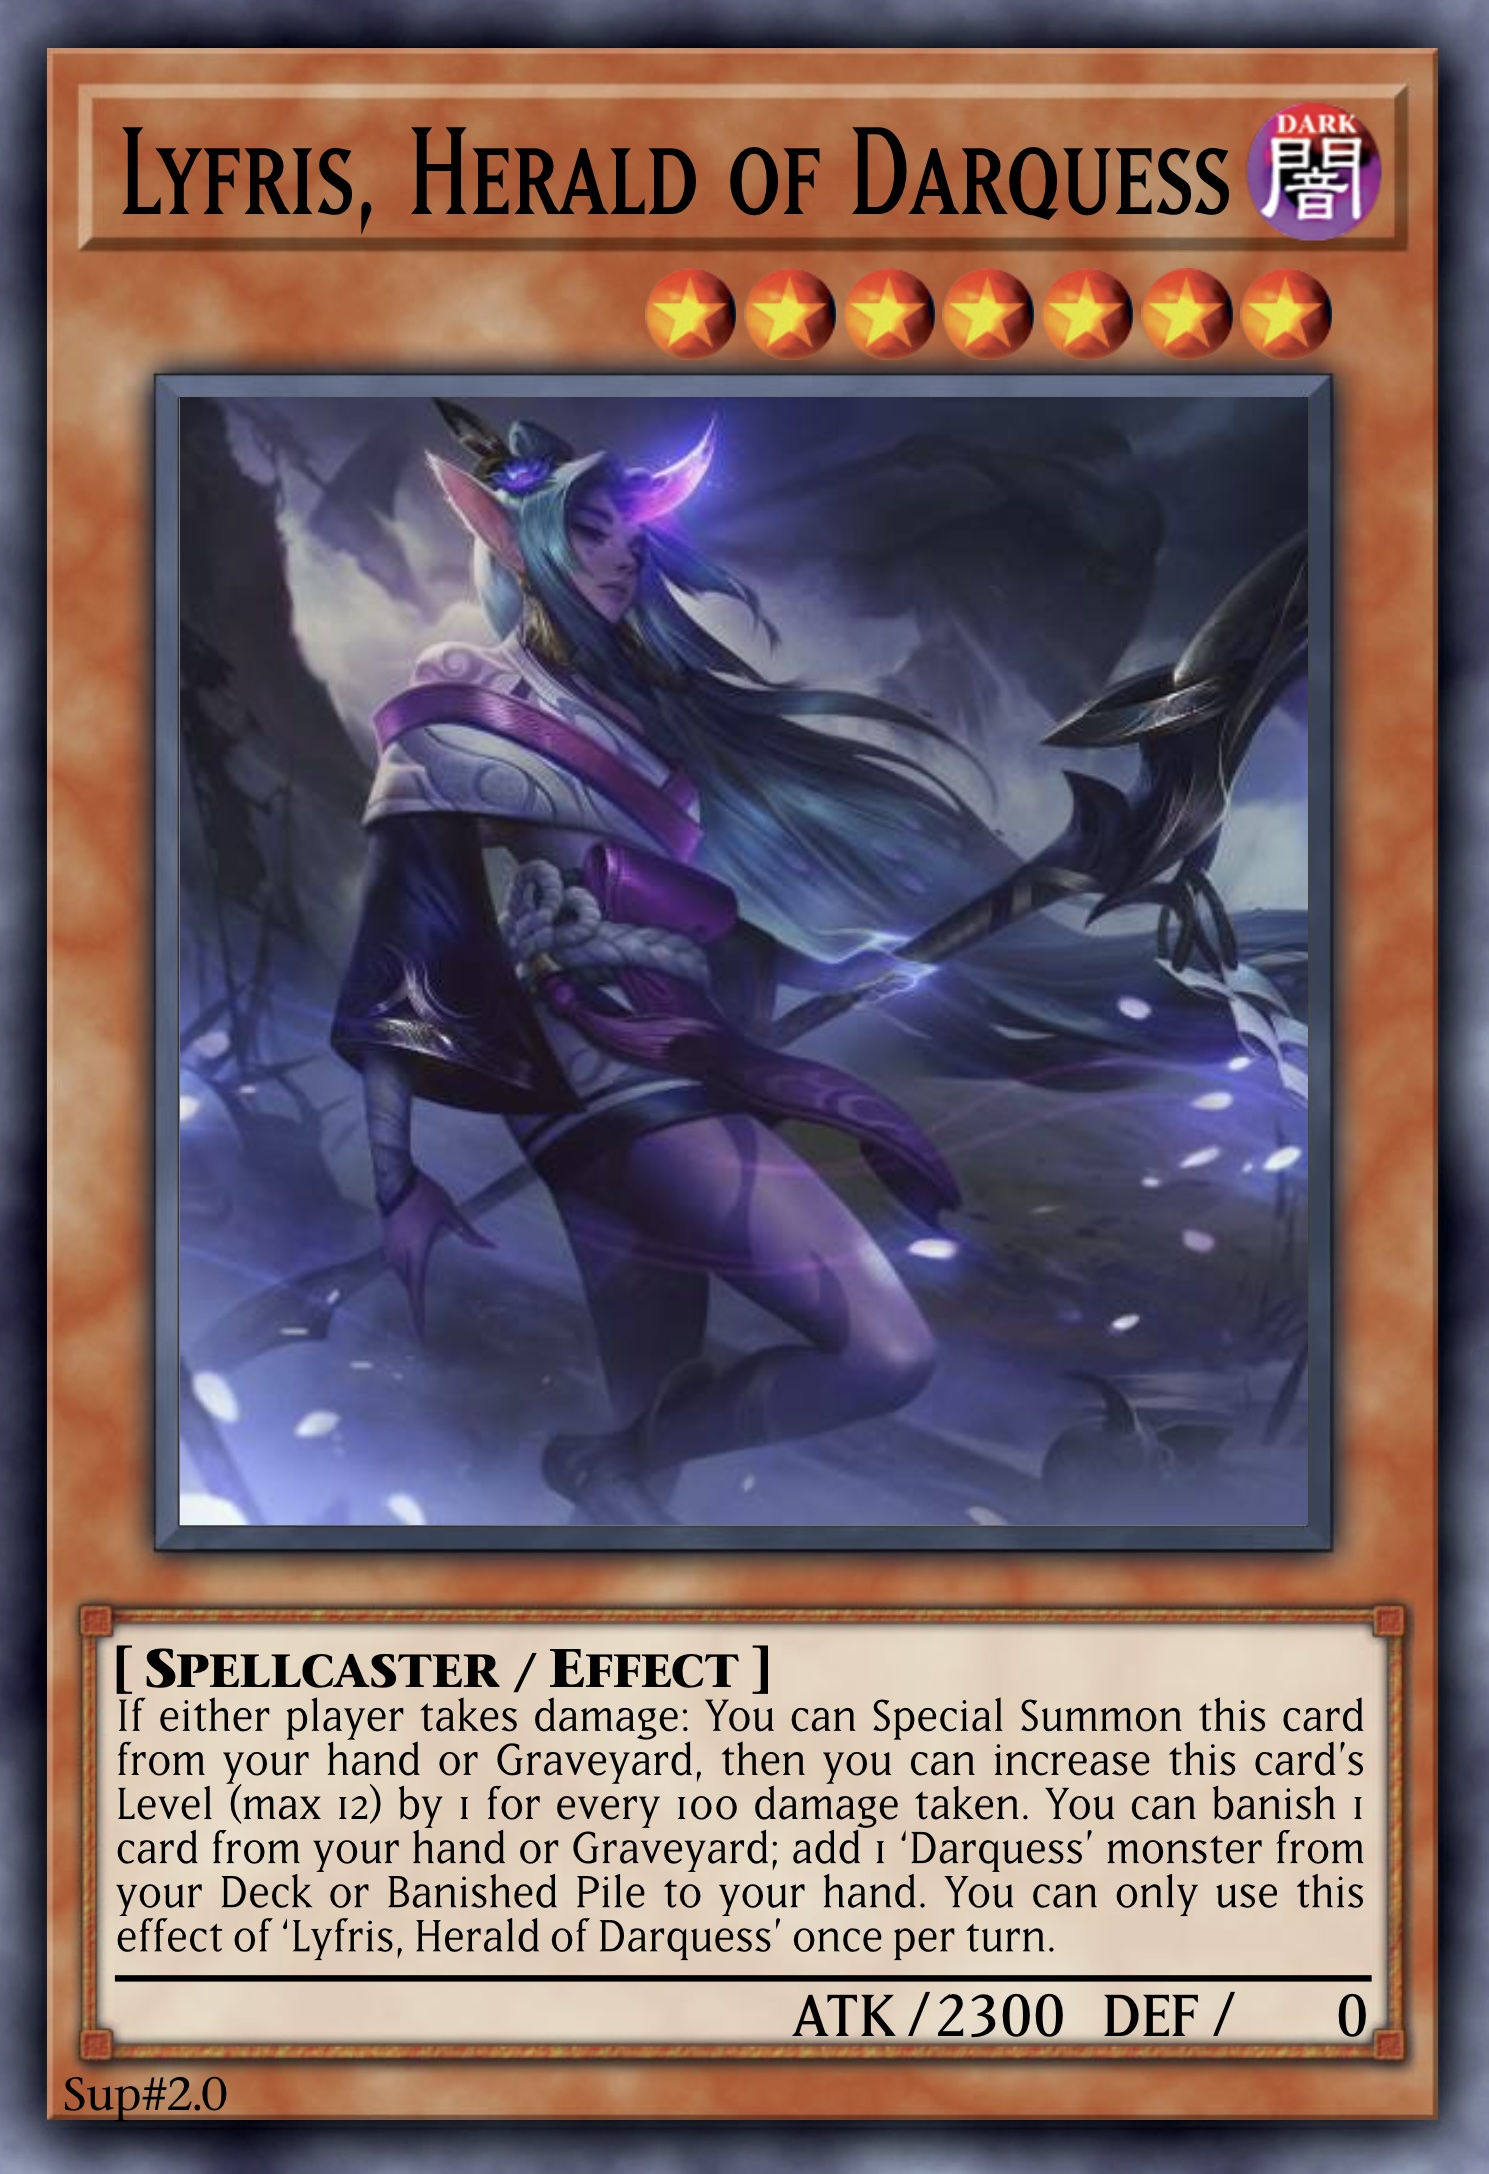 Lyfris, Herald of Darquess
DARK
闇
[ Spellcaster / Effect ]
If either player takes damage: You can Special Summon this card
from your hand or Graveyard, then you can increase this card's
Level (max 12) by 1 for every 100 damage taken. You can banish 1
card from your hand or Graveyard; add 1 ‘Darquess’ monster from
your Deck or Banished Pile to your hand. You can only use this
effect of ‘Lyfris, Herald of Darquess’ once per turn.
ATK/2300 DEF/ 0
Sup#2.0